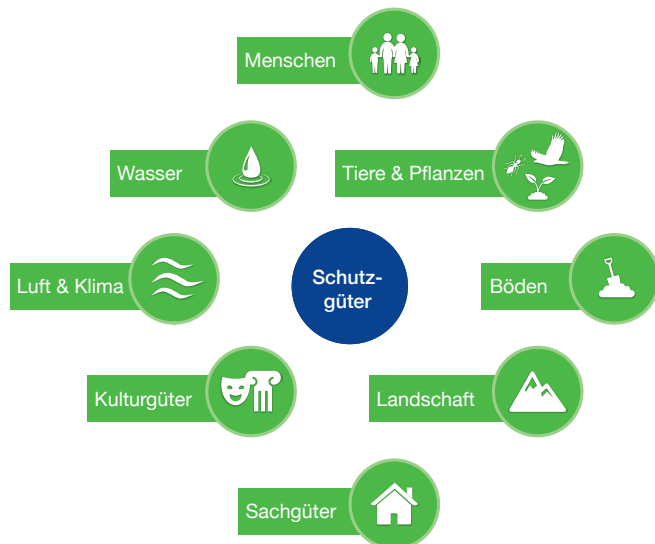 Menschen
Wasser
Tiere & Pflanzen
Luft & Klima
Schutz-
güter
Böden
Kulturgüter
Landschaft
Sachgüter